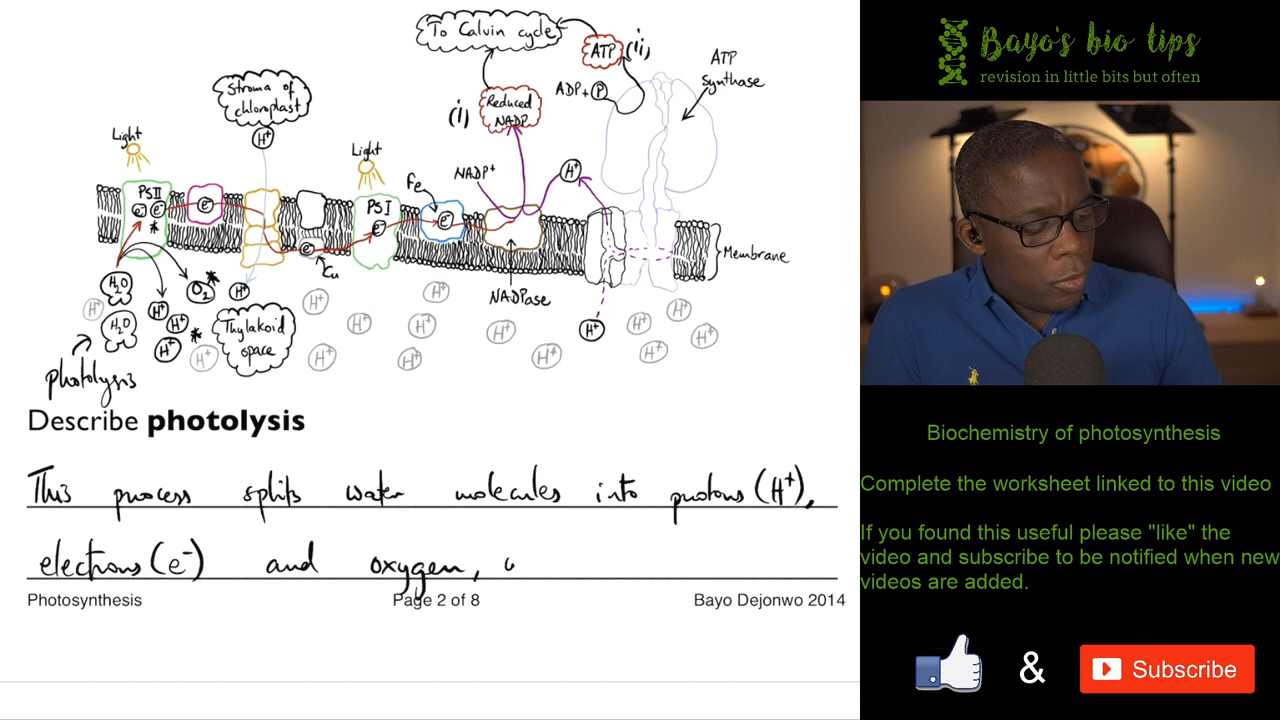 To Calvin cycle
ATP (ii)
ATP
synthase
ADP + P
Stroma of
chloroplast
H+
(i)
Reduced
NADP
Light
Light
NADP+
H+
Fe
PSII
e- e-
*
e-
PSI
e-
e-
e-
Cu
NADPase
Membrane
H2O
O2 *
H+
H+
H+
H+
H2O
H+
H+
*
H+
Thylakoid
space
H+
H+
H+
H+
H+
H+
H+
H+
H+
H+
H+
H+
H+
photolysis
Describe photolysis
This process splits water molecules into protons (H+),
electrons (e-) and oxygen,
Photosynthesis Page 2 of 8 Bayo Dejonwo 2014
Bayo's bio tips
revision in little bits but often
Biochemistry of photosynthesis
Complete the worksheet linked to this video
If you found this useful please "like" the
video and subscribe to be notified when new
videos are added.
& Subscribe